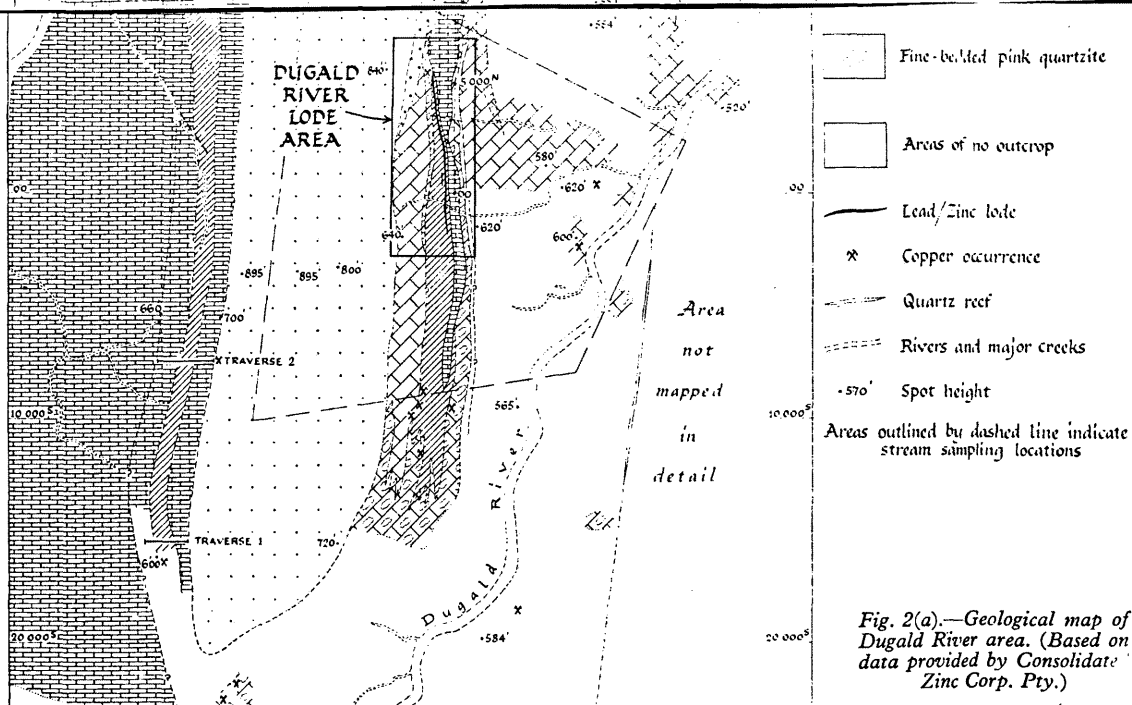 DUGALD
RIVER
LODE
AREA
840'
5,000 N
·584'
·520'
580'
·620'
00
00
00
00
640'
·620'
600'
·895'
·895'
·800'
700'
660
TRAVERSE 2
Area
not
mapped
in
detail
10,000 S
565'
10,000 S
Dugald River
TRAVERSE 1
720
600
20,000 S
·584'
20,000 S
Fine-bedded pink quartzite
Areas of no outcrop
Lead/Zinc lode
Copper occurrence
Quartz reef
Rivers and major creeks
·570' Spot height
Areas outlined by dashed line indicate
stream sampling locations
Fig. 2(a).—Geological map of
Dugald River area. (Based on
data provided by Consolidate
Zinc Corp. Pty.)